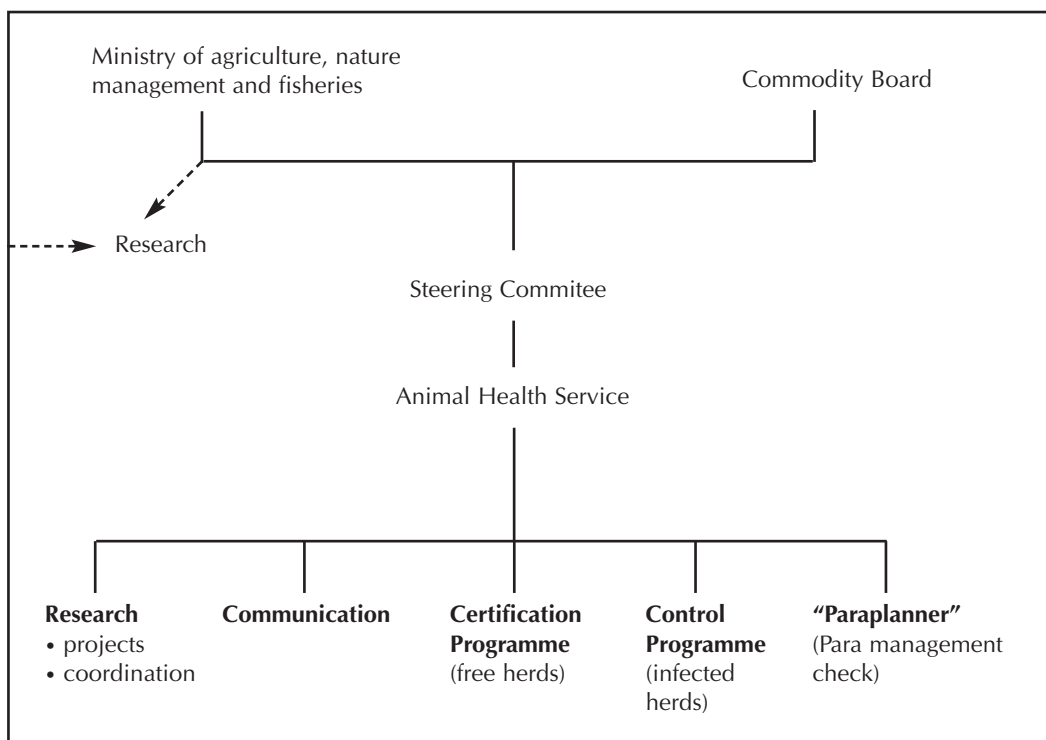 Ministry of agriculture, nature
management and fisheries
Commodity Board
Research
Steering Commitee
Animal Health Service
Research
• projects
• coordination
Communication
Certification
Programme
(free herds)
Control
Programme
(infected
herds)
“Paraplanner”
(Para management
check)